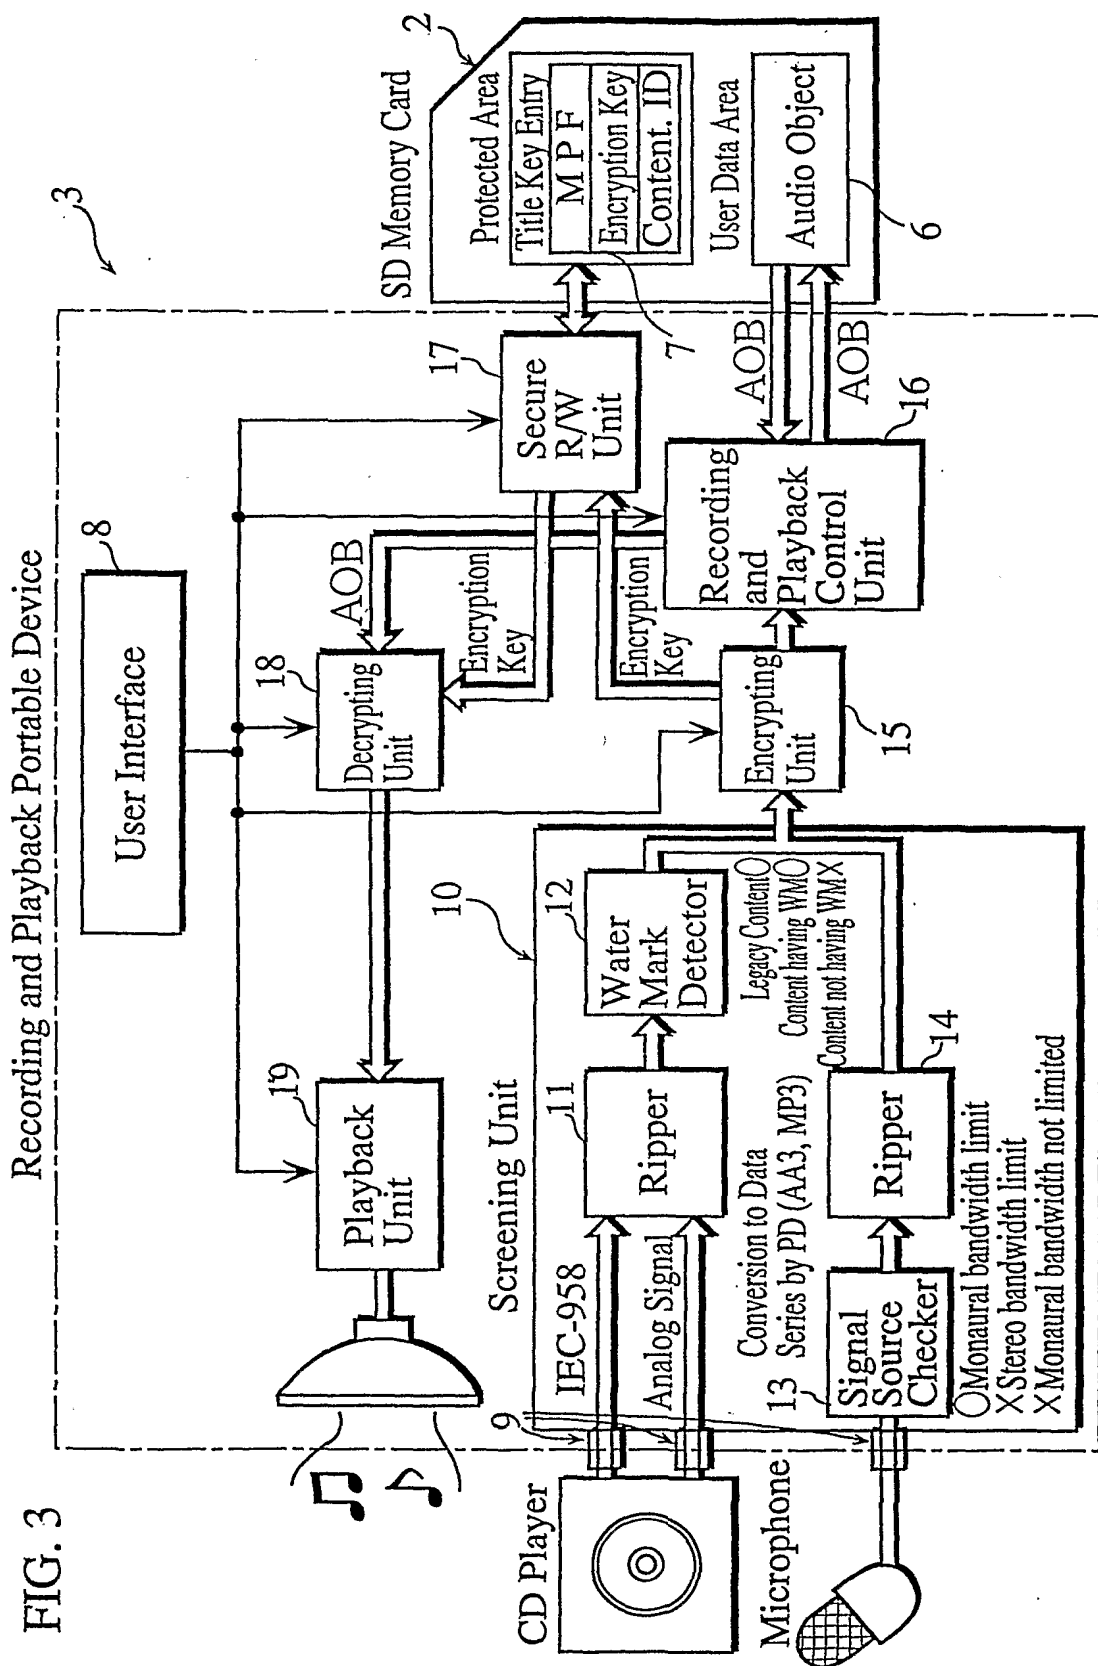 FIG. 3
Recording and Playback Portable Device
3
User Interface
8
SD Memory Card
2
Protected Area
Title Key Entry
M P F
Encryption Key
Content. ID
7
User Data Area
Audio Object
6
17
Secure
R/W
Unit
AOB
AOB
16
Recording
and
Playback
Control
Unit
AOB
Encryption
Key
Encryption
Key
18
Decrypting
Unit
Encrypting
Unit
15
19
Playback
Unit
Screening Unit
10
12
Water
Mark
Detector
Legacy Content○
Content having WM○
Content not having WMX
11
Ripper
IEC-958
Analog Signal
Conversion to Data
Series by PD (AA3, MP3)
14
Ripper
13
Signal
Source
Checker
○Monaural bandwidth limit
XStereo bandwidth limit
XMonaural bandwidth not limited
9
CD Player
Microphone